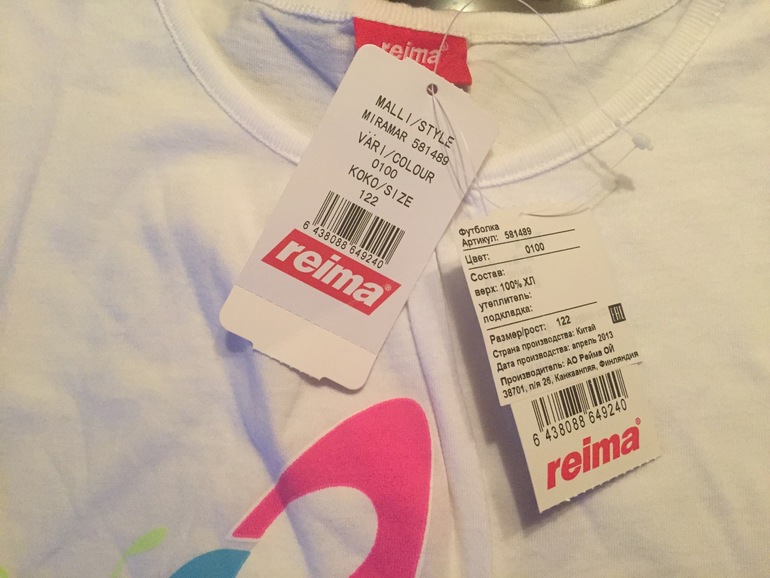 reima
MALLI/STYLE
MIRAMAR 581489
VÄRI/COLOUR
0100
KOKO/SIZE
122
6 438088 649240
reima®
Футболка
Артикул: 581489
Цвет: 0100
Состав:
верх: 100% ХЛ
утеплитель:
подкладка:
Размер/рост: 122
Страна производства: Китай
Дата производства: апрель 2013
Производитель: АО Рейма ОЙ
38701, п/я 26, Канкаанпяя, Финляндия
EAC
6 438088 649240
reima®